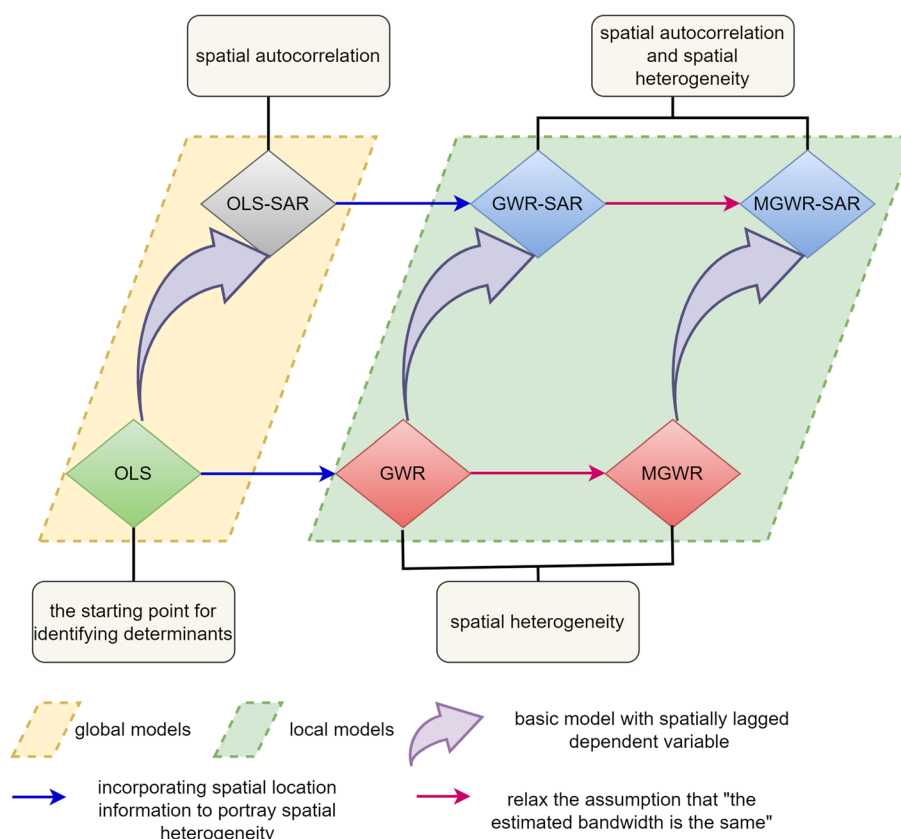 spatial autocorrelation
spatial autocorrelation
and spatial
heterogeneity
OLS-SAR
GWR-SAR
MGWR-SAR
OLS
GWR
MGWR
the starting point for
identifying determinants
spatial heterogeneity
global models
local models
basic model with spatially lagged
dependent variable
incorporating spatial location
information to portray spatial
heterogeneity
relax the assumption that "the
estimated bandwidth is the same"